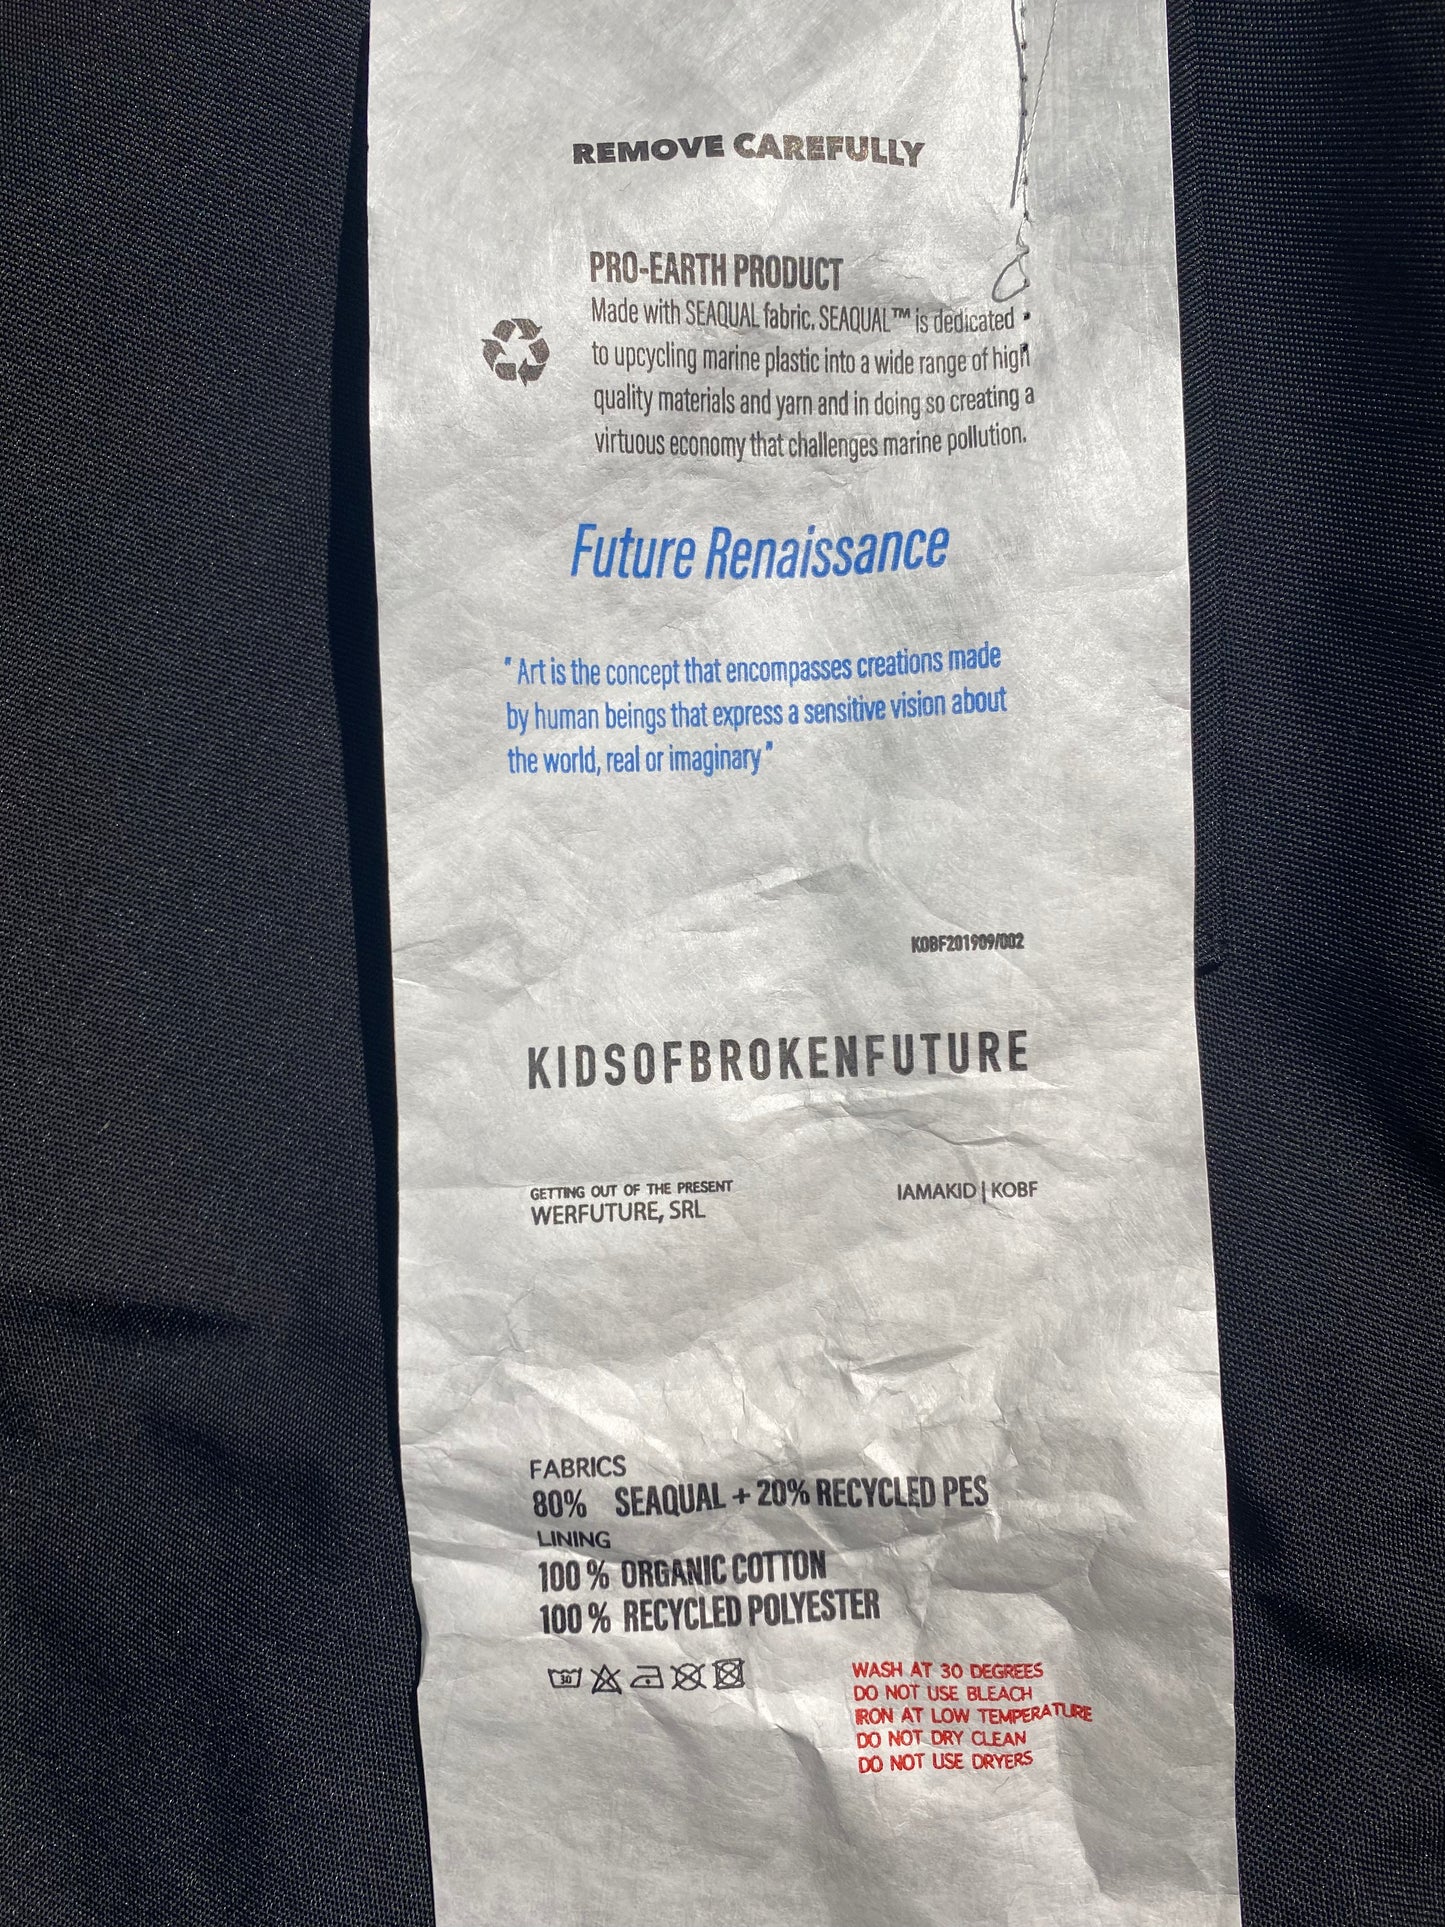 REMOVE CAREFULLY
PRO-EARTH PRODUCT
Made with SEAQUAL fabric. SEAQUAL™ is dedicated
to upcycling marine plastic into a wide range of high
quality materials and yarn and in doing so creating a
virtuous economy that challenges marine pollution.
Future Renaissance
" Art is the concept that encompasses creations made
by human beings that express a sensitive vision about
the world, real or imaginary "
KOBF201909/002
KIDSOFBROKENFUTURE
GETTING OUT OF THE PRESENT
WERFUTURE, SRL
IAMAKID | KOBF
FABRICS
80% SEAQUAL + 20% RECYCLED PES
LINING
100 % ORGANIC COTTON
100 % RECYCLED POLYESTER
30
WASH AT 30 DEGREES
DO NOT USE BLEACH
IRON AT LOW TEMPERATURE
DO NOT DRY CLEAN
DO NOT USE DRYERS